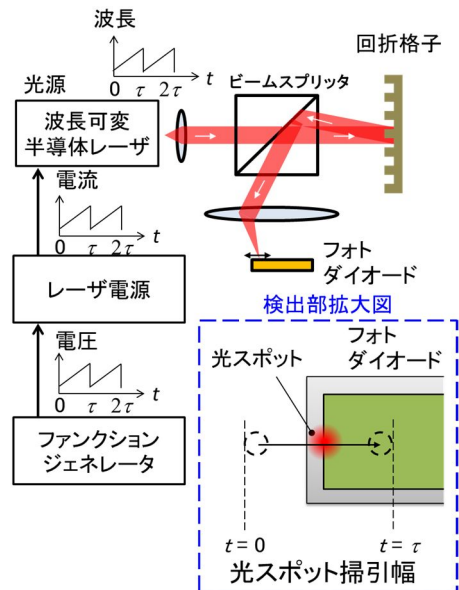 波長
t
0 τ 2τ
光源
波長可変
半導体レーザ
ビームスプリッタ
回折格子
電流
t
0 τ 2τ
レーザ電源
フォト
ダイオード
電圧
t
0 τ 2τ
ファンクション
ジェネレータ
検出部拡大図
フォト
ダイオード
光スポット
t = 0
t = τ
光スポット掃引幅